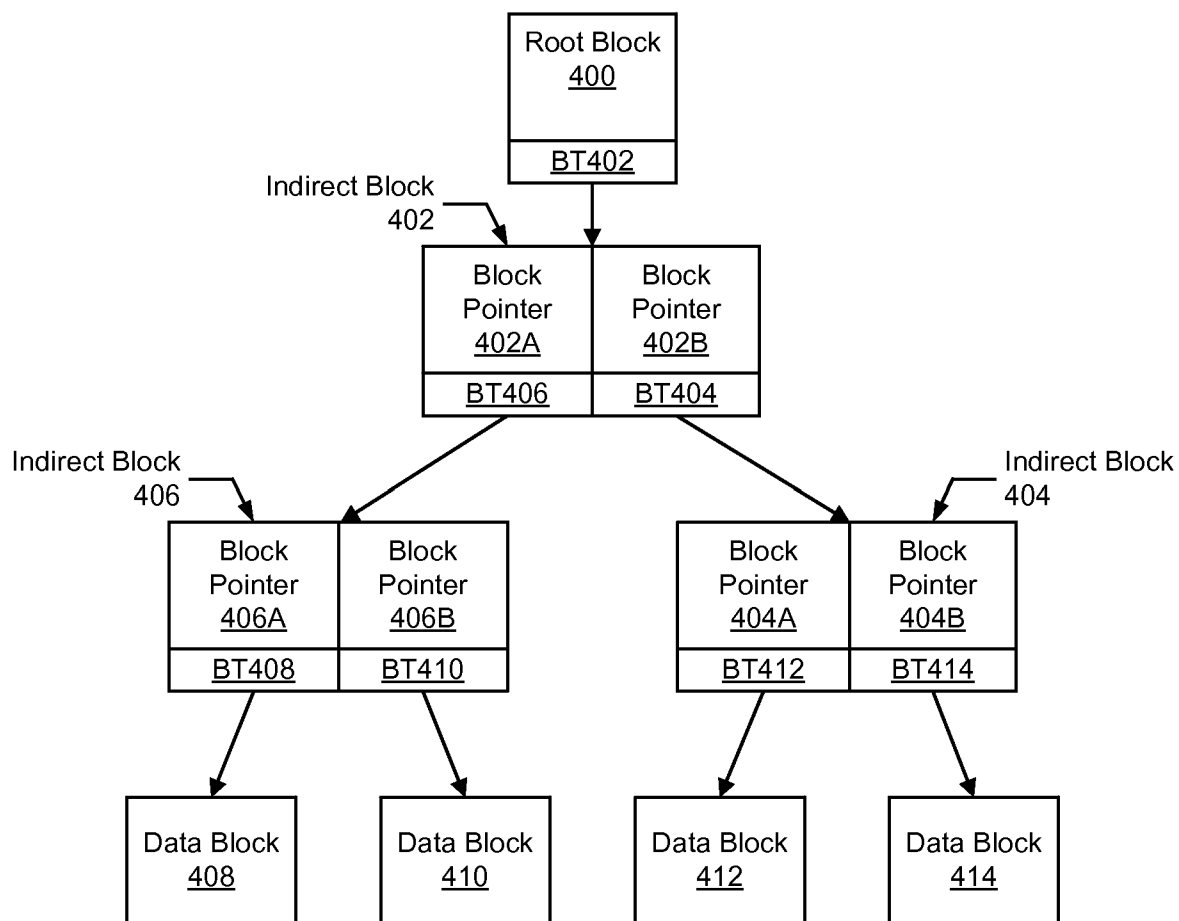 Root Block
400
BT402
Indirect Block
402
Block
Pointer
402A
Block
Pointer
402B
BT406
BT404
Indirect Block
406
Indirect Block
404
Block
Pointer
406A
Block
Pointer
406B
Block
Pointer
404A
Block
Pointer
404B
BT408
BT410
BT412
BT414
Data Block
408
Data Block
410
Data Block
412
Data Block
414